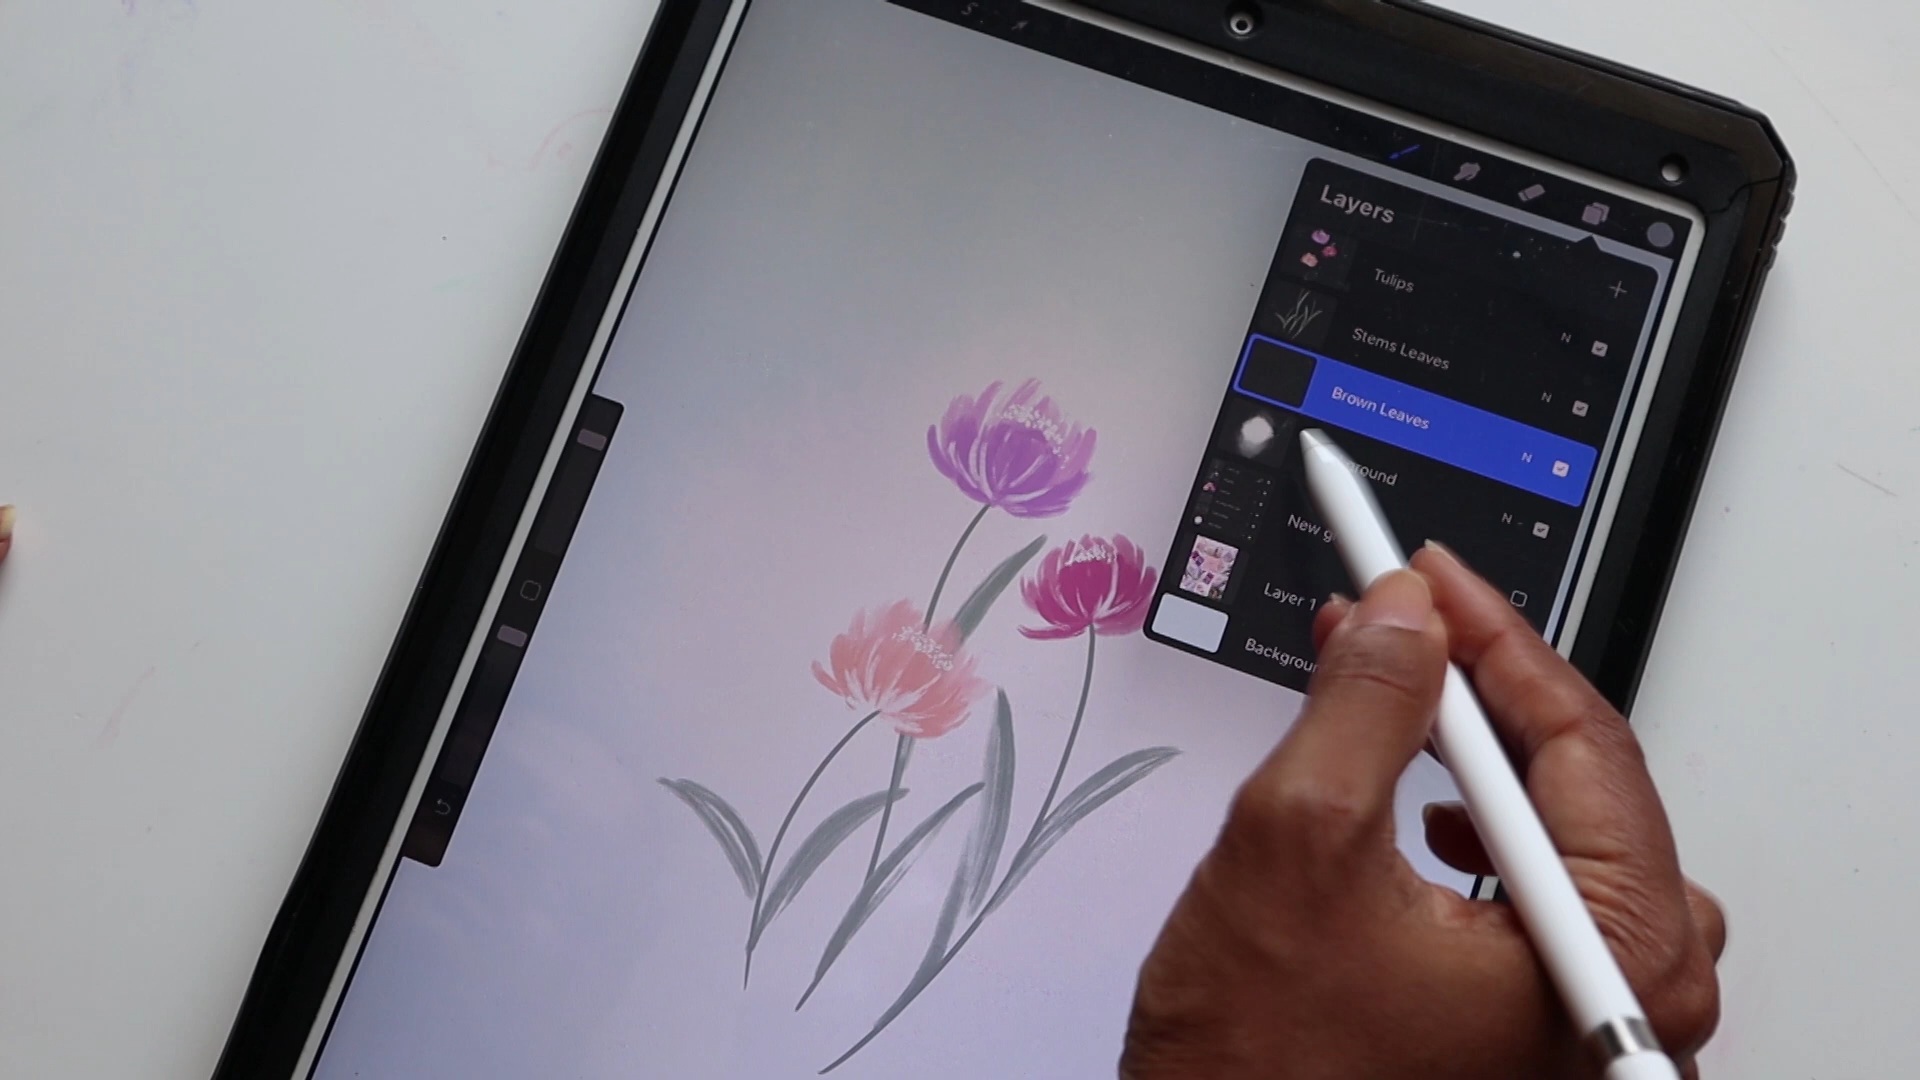 Layers
Tulips
N
Stems Leaves
N
Brown Leaves
N
N
Layer 1